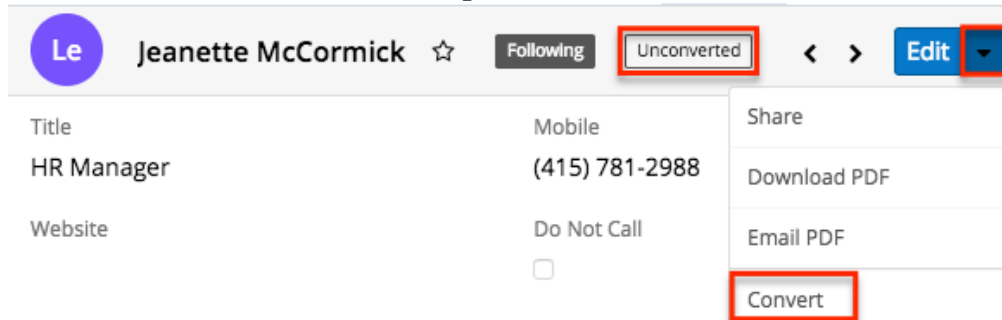 Le Jeanette McCormick Following Unconverted Edit
Title Mobile Share
HR Manager (415) 781-2988 Download PDF
Website Do Not Call Email PDF
Convert